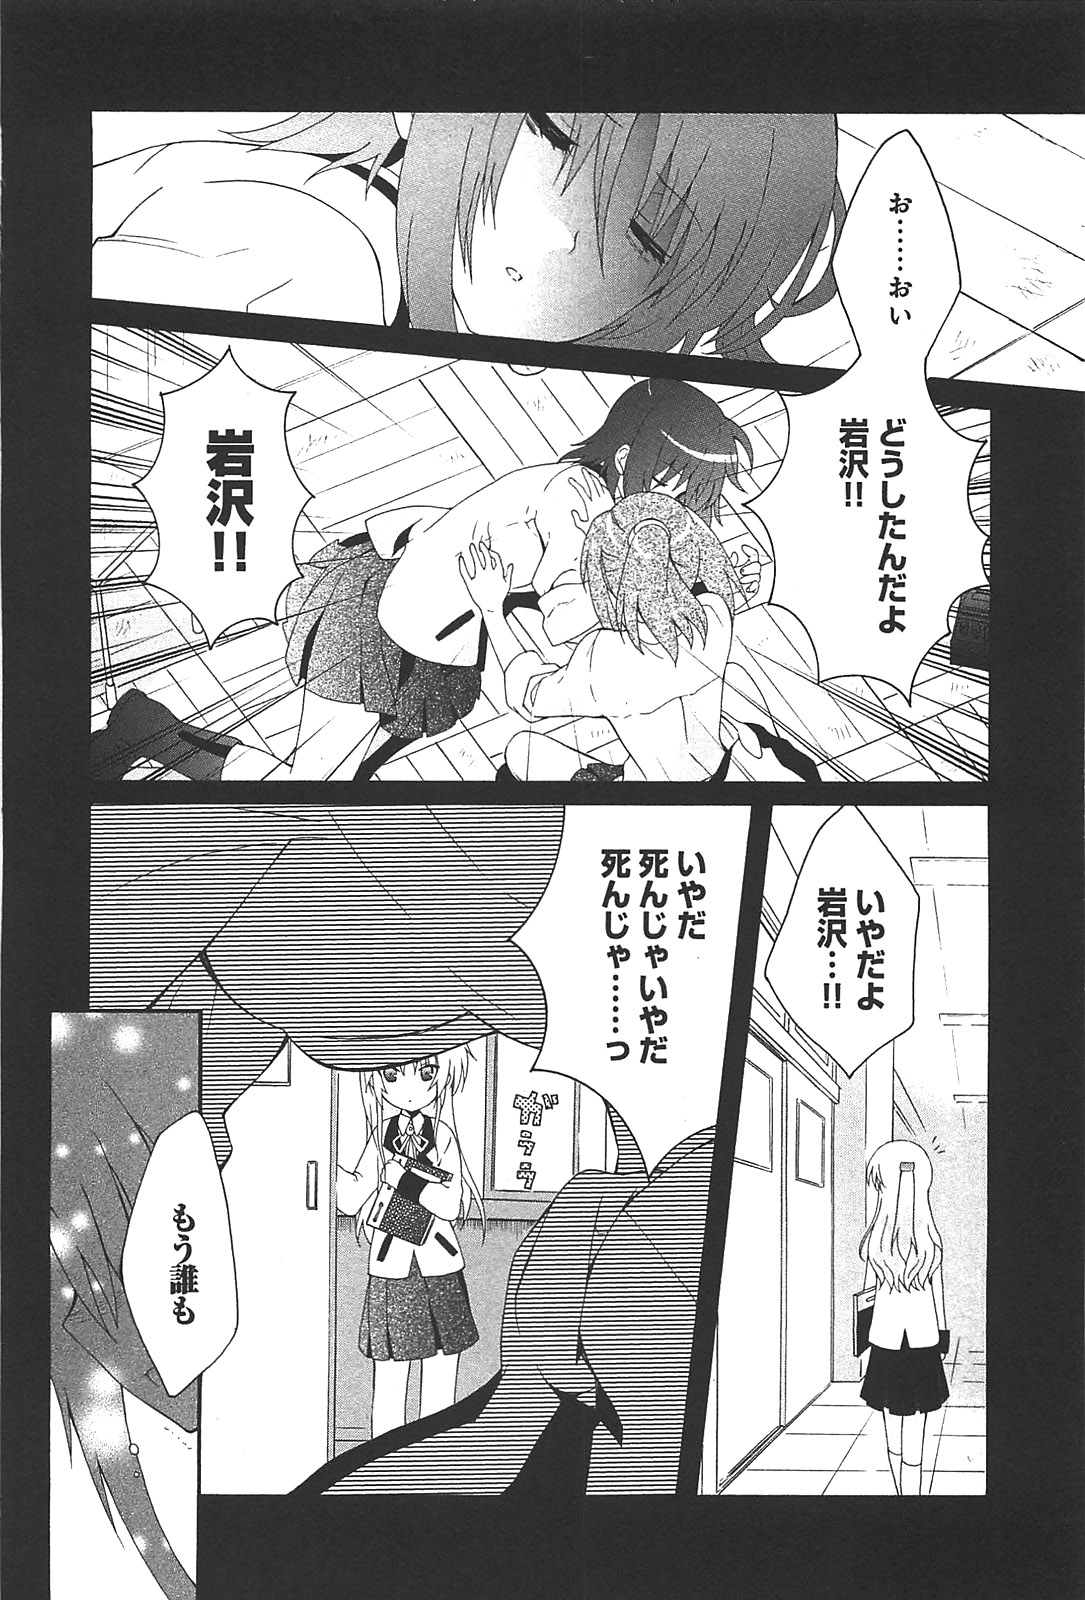 お……おい
どうしたんだよ
岩沢!!
岩沢!!
いやだよ
岩沢…!!
いやだ
死んじゃいやだ
死んじゃ……っ
ガララ
もう誰も